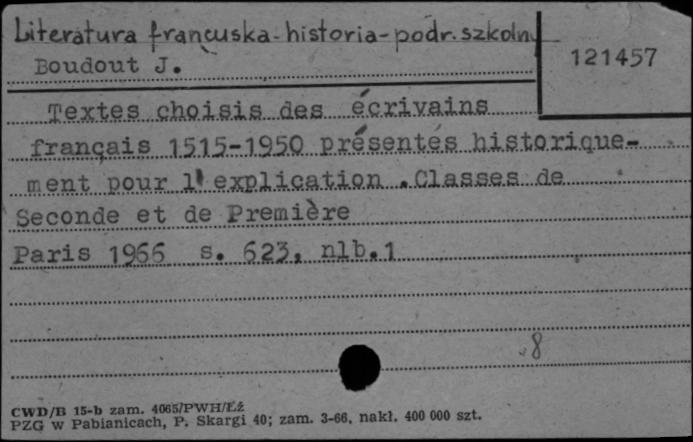 Literatura francuska-historia-podr. szkolny
Boudout J.
121457
Textes choisis des écrivains
français 1515-1950 présentés historique-
ment pour l'explication .Classes de
Seconde et de Première
Paris 1966 s. 623, nlb.1
8
CWD/B 15-b zam. 4065/PWH/Łź
PZG w Pabianicach, P. Skargi 40; zam. 3-66, nakł. 400 000 szt.